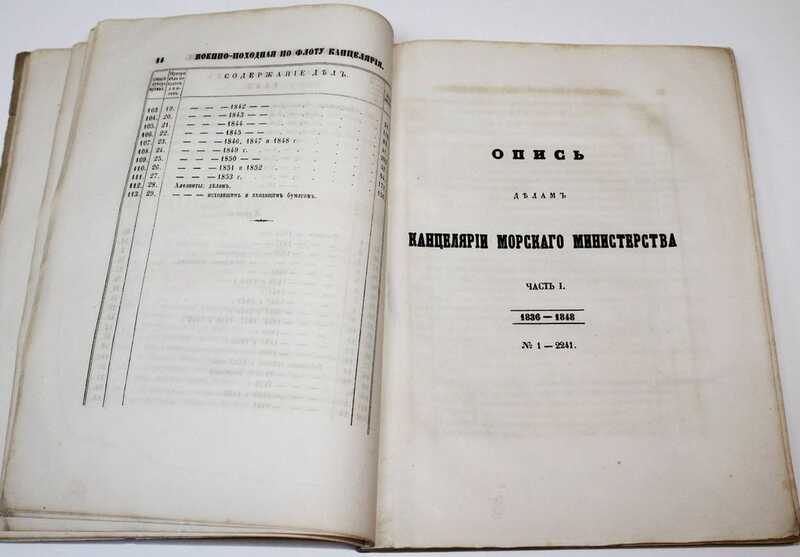 44 ВОЕННО-ПОХОДНАЯ ПО ФЛОТУ КАНЦЕЛЯРІЯ.
СОДЕРЖАНІЕ ДѢЛЪ.
103. 19. — — — 1842 — —
104. 20. — — — 1843 — —
105. 21. — — — 1844 — —
106. 22. — — — 1845 — —
107. 23. — — — 1846, 1847 и 1848 г.
108. 24. — — — 1849 г.
109. 25. — — — 1850 — —
110. 26. — — — 1851 и 1852
111. 27. — — — 1853 г.
112. 28. Алфавиты: дѣламъ.
113. 29. — — — исходящимъ и входящимъ бумагамъ.
ОПИСЬ
ДѢЛАМЪ
КАНЦЕЛЯРІИ МОРСКАГО МИНИСТЕРСТВА
ЧАСТЬ I.
1836 — 1848
№ 1 — 2241.